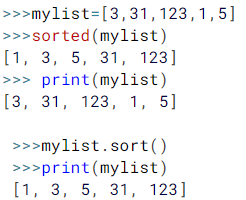 >>>mylist=[3,31,123,1,5]
>>>sorted(mylist)
[1, 3, 5, 31, 123]
>>> print(mylist)
[3, 31, 123, 1, 5]
>>>mylist.sort()
>>>print(mylist)
[1, 3, 5, 31, 123]